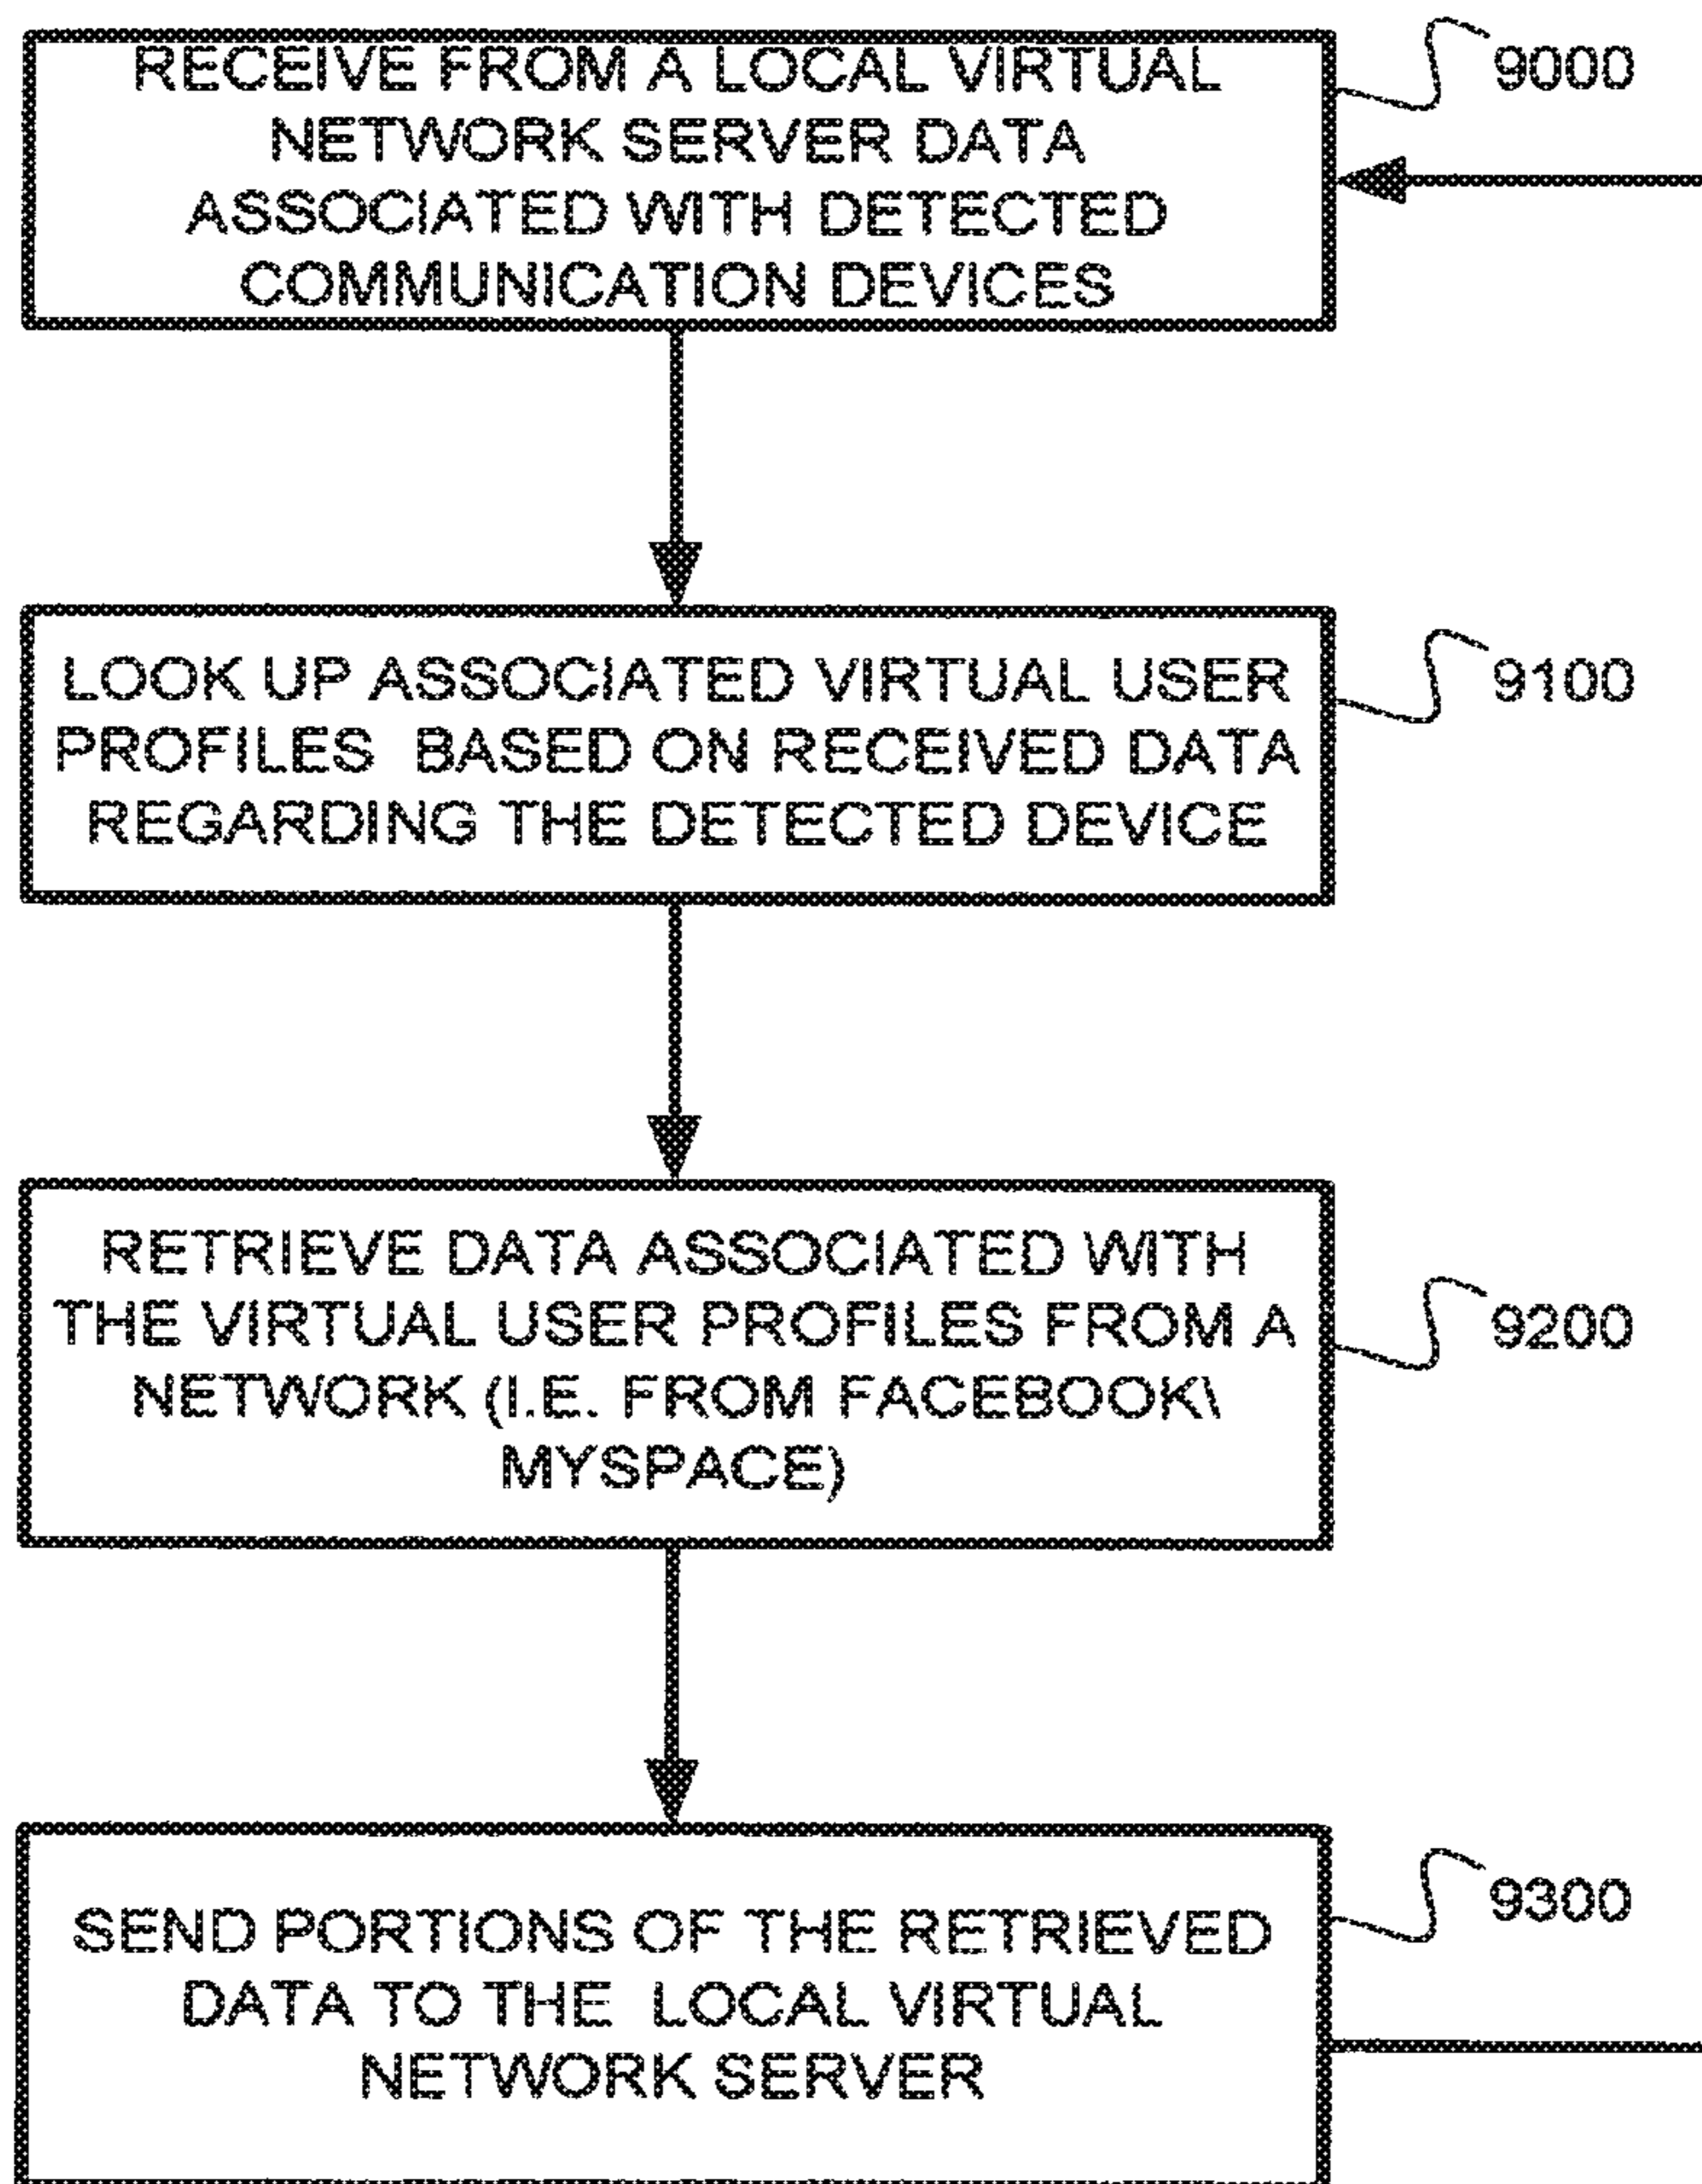 RECEIVE FROM A LOCAL VIRTUAL
NETWORK SERVER DATA
ASSOCIATED WITH DETECTED
COMMUNICATION DEVICES
9000
LOOK UP ASSOCIATED VIRTUAL USER
PROFILES BASED ON RECEIVED DATA
REGARDING THE DETECTED DEVICE
9100
RETRIEVE DATA ASSOCIATED WITH
THE VIRTUAL USER PROFILES FROM A
NETWORK (I.E. FROM FACEBOOK\
MYSPACE)
9200
SEND PORTIONS OF THE RETRIEVED
DATA TO THE LOCAL VIRTUAL
NETWORK SERVER
9300